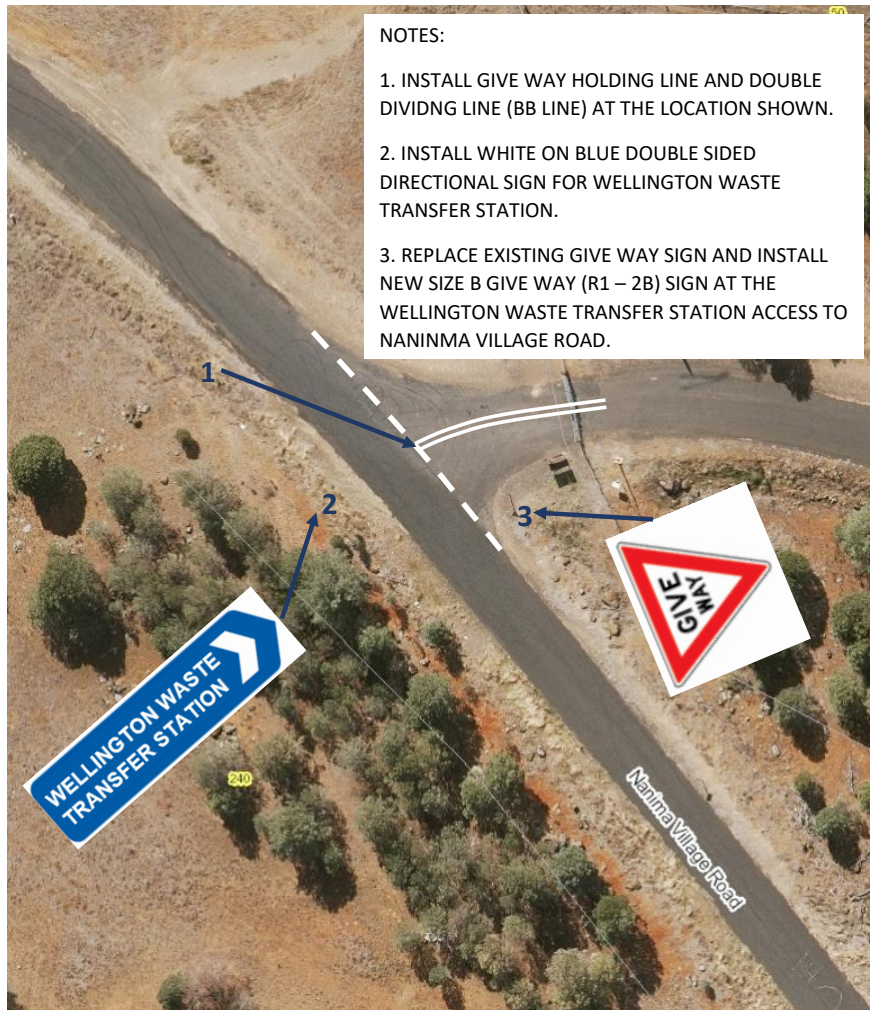 50
NOTES:
1. INSTALL GIVE WAY HOLDING LINE AND DOUBLE
DIVIDNG LINE (BB LINE) AT THE LOCATION SHOWN.
2. INSTALL WHITE ON BLUE DOUBLE SIDED
DIRECTIONAL SIGN FOR WELLINGTON WASTE
TRANSFER STATION.
3. REPLACE EXISTING GIVE WAY SIGN AND INSTALL
NEW SIZE B GIVE WAY (R1 – 2B) SIGN AT THE
WELLINGTON WASTE TRANSFER STATION ACCESS TO
NANINMA VILLAGE ROAD.
1
2
3
GIVE
WAY
WELLINGTON WASTE
TRANSFER STATION
240
Nanima Village Road